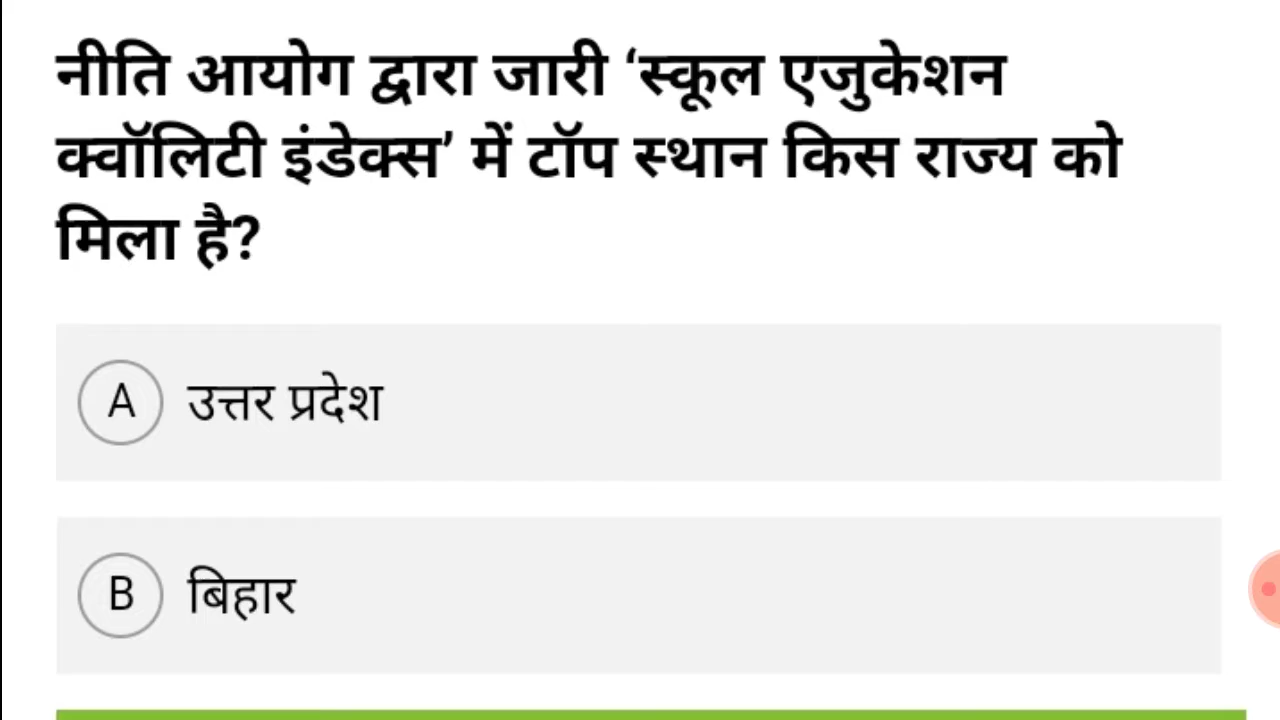 नीति आयोग द्वारा जारी ‘स्कूल एजुकेशन
क्वॉलिटी इंडेक्स’ में टॉप स्थान किस राज्य को
मिला है?
A उत्तर प्रदेश
B बिहार